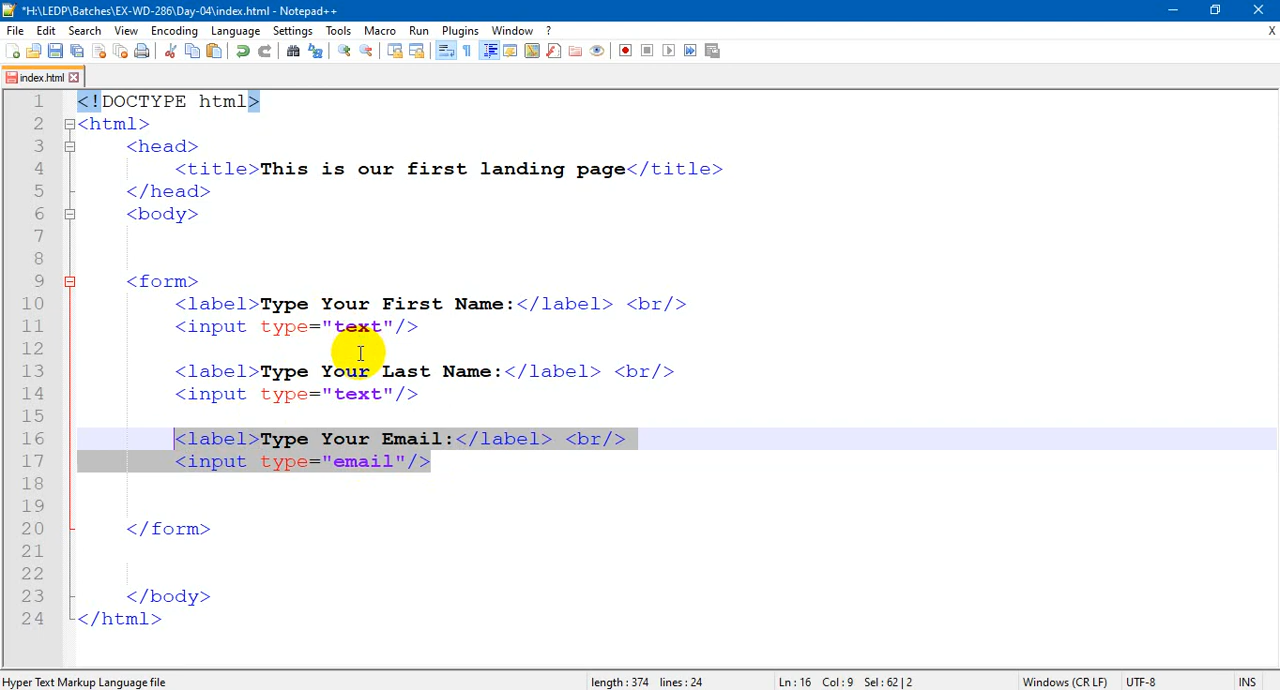 *H:\LEDP\Batches\EX-WD-286\Day-04\index.html - Notepad++
File Edit Search View Encoding Language Settings Tools Macro Run Plugins Window ? X
index.html
1 <!DOCTYPE html>
2 <html>
3 <head>
4 <title>This is our first landing page</title>
5 </head>
6 <body>
7
8
9 <form>
10 <label>Type Your First Name:</label> <br/>
11 <input type="text"/>
12
13 <label>Type Your Last Name:</label> <br/>
14 <input type="text"/>
15
16 <label>Type Your Email:</label> <br/>
17 <input type="email"/>
18
19
20 </form>
21
22
23 </body>
24 </html>
Hyper Text Markup Language file length : 374 lines : 24 Ln : 16 Col : 9 Sel : 62 | 2 Windows (CR LF) UTF-8 INS